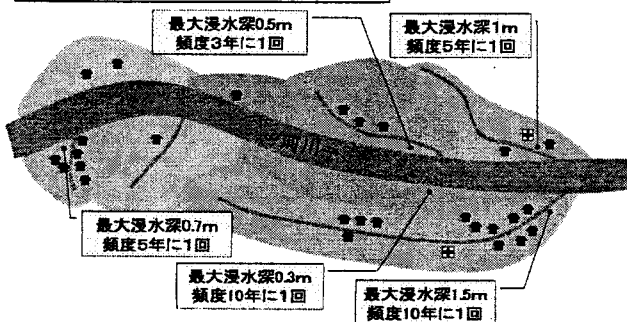 最大浸水深0.5m
頻度3年に1回
最大浸水深1m
頻度5年に1回
河川
最大浸水深0.7m
頻度5年に1回
最大浸水深0.3m
頻度10年に1回
最大浸水深1.5m
頻度10年に1回